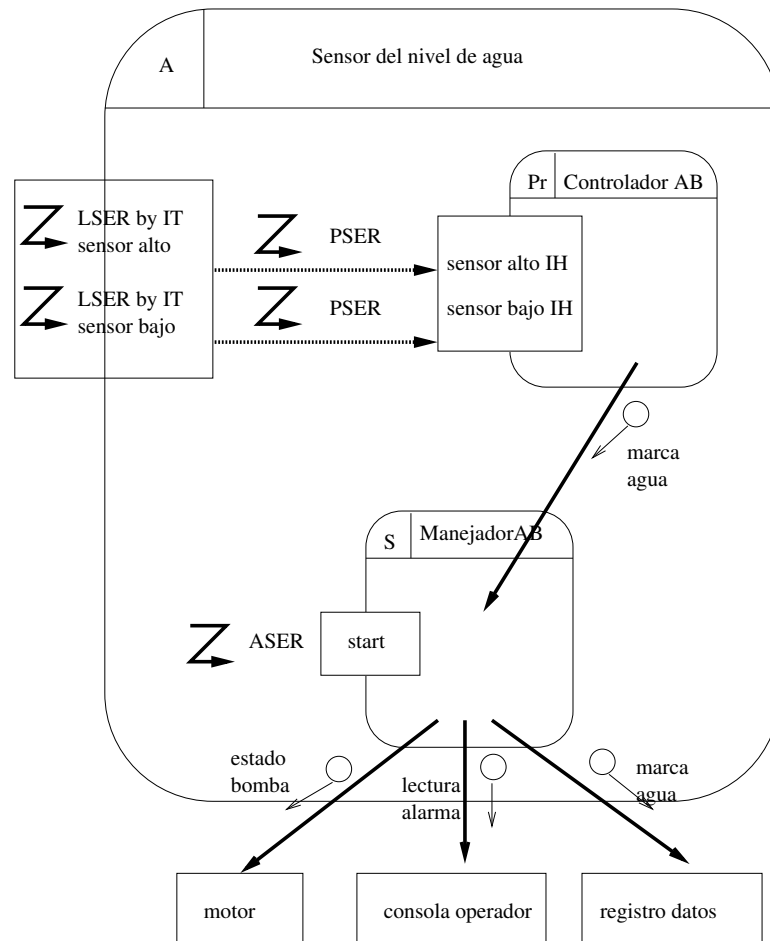 A
Sensor del nivel de agua
Pr
Controlador AB
LSER by IT
sensor alto
PSER
sensor alto IH
LSER by IT
sensor bajo
PSER
sensor bajo IH
marca
agua
S
ManejadorAB
ASER
start
estado
bomba
lectura
alarma
marca
agua
motor
consola operador
registro datos